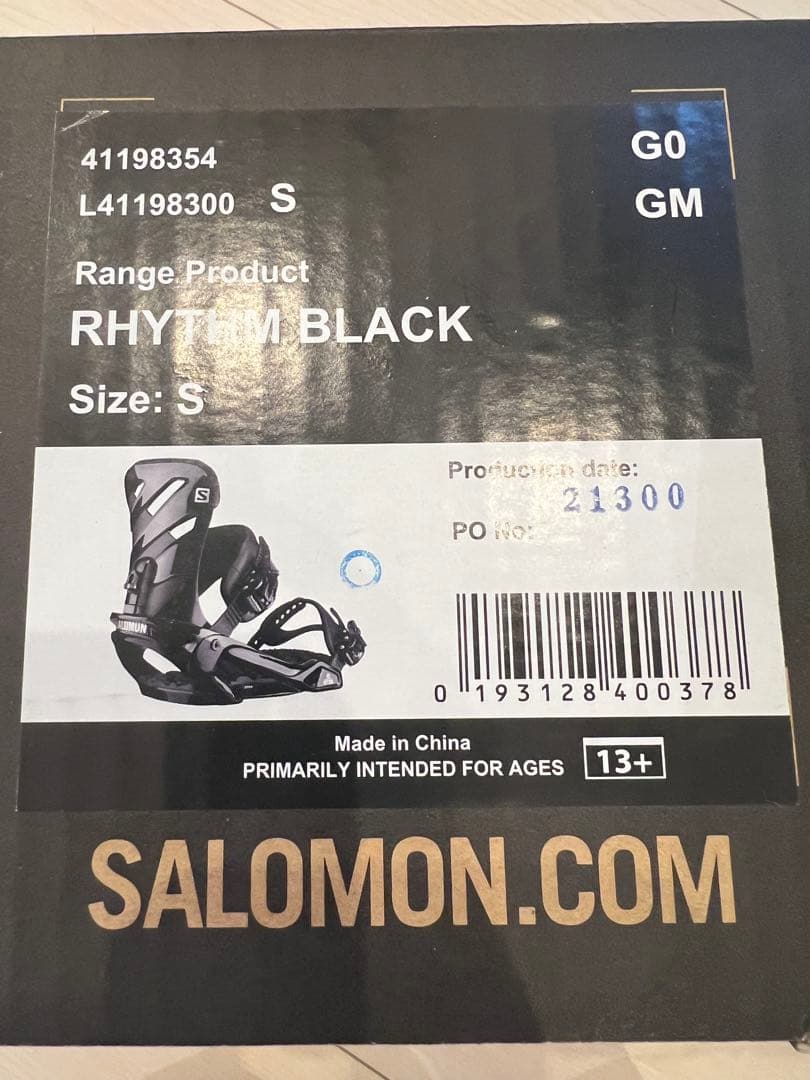 41198354
G0
L41198300 S
GM
Range Product
RHYTHM BLACK
Size: S
S
SALOMON
Production date:
21300
PO No:
0 193128 400378
Made in China
PRIMARILY INTENDED FOR AGES 13+
SALOMON.COM